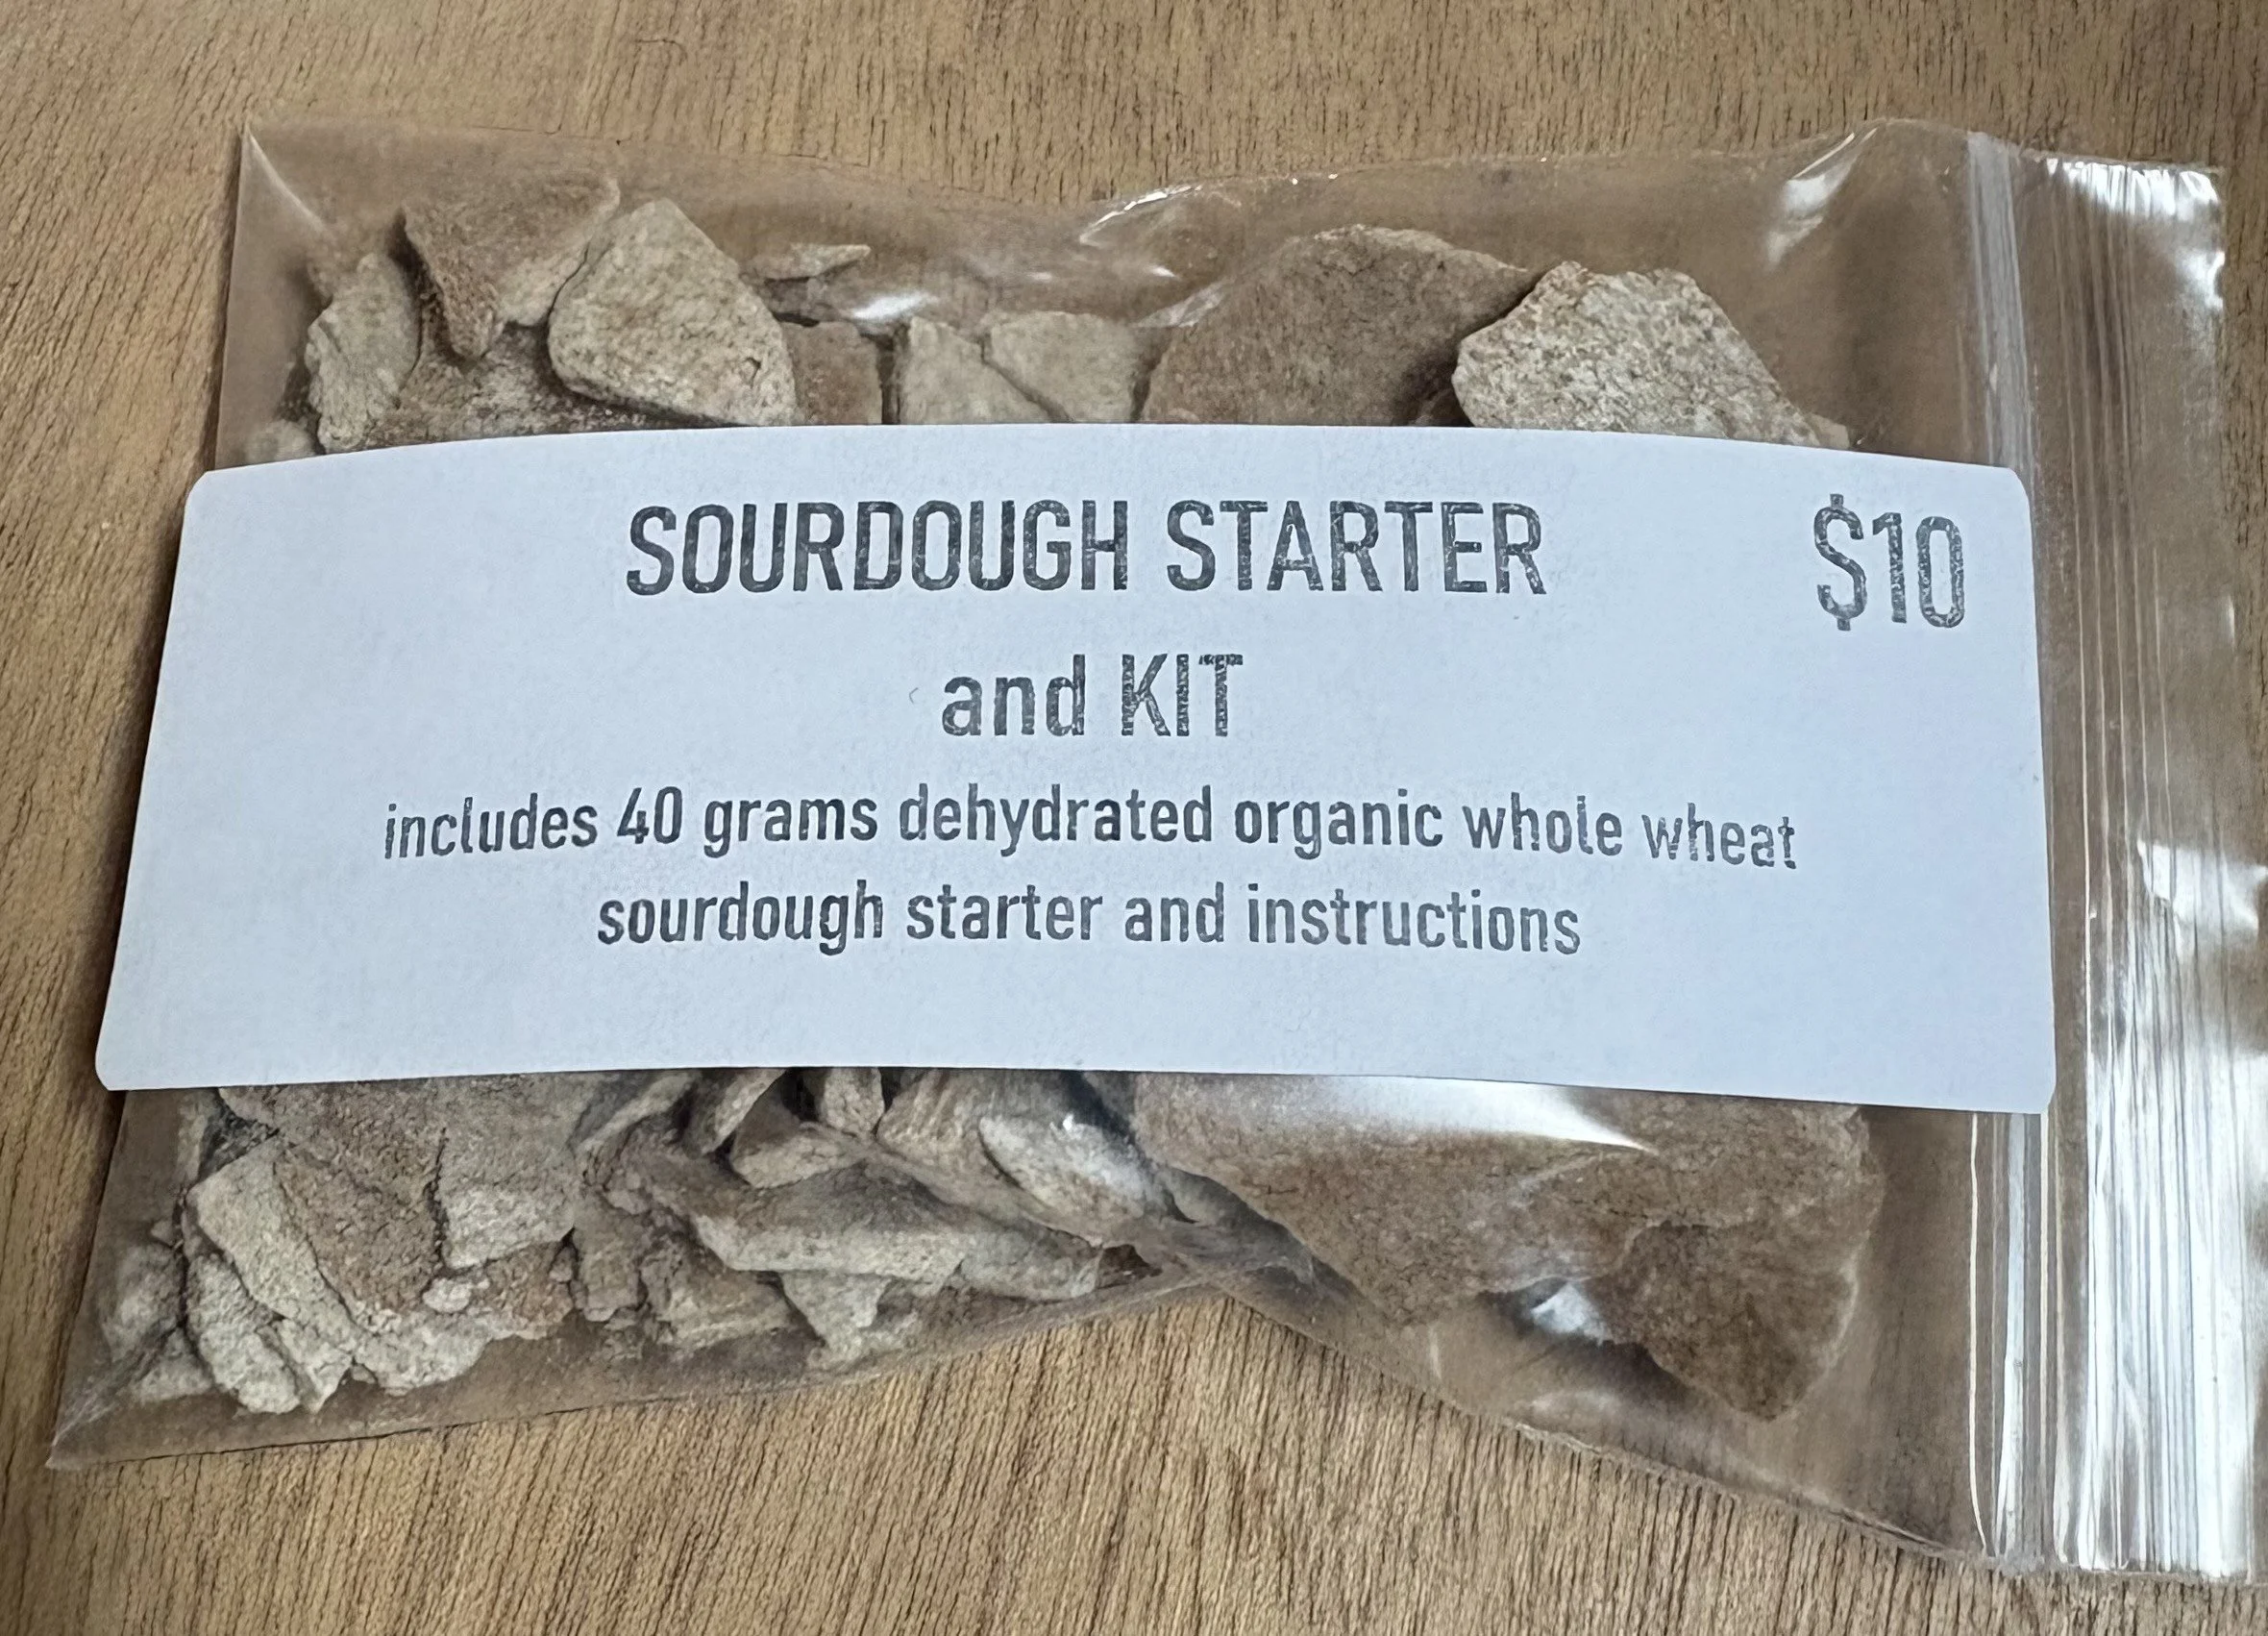 SOURDOUGH STARTER $10
and KIT
includes 40 grams dehydrated organic whole wheat
sourdough starter and instructions